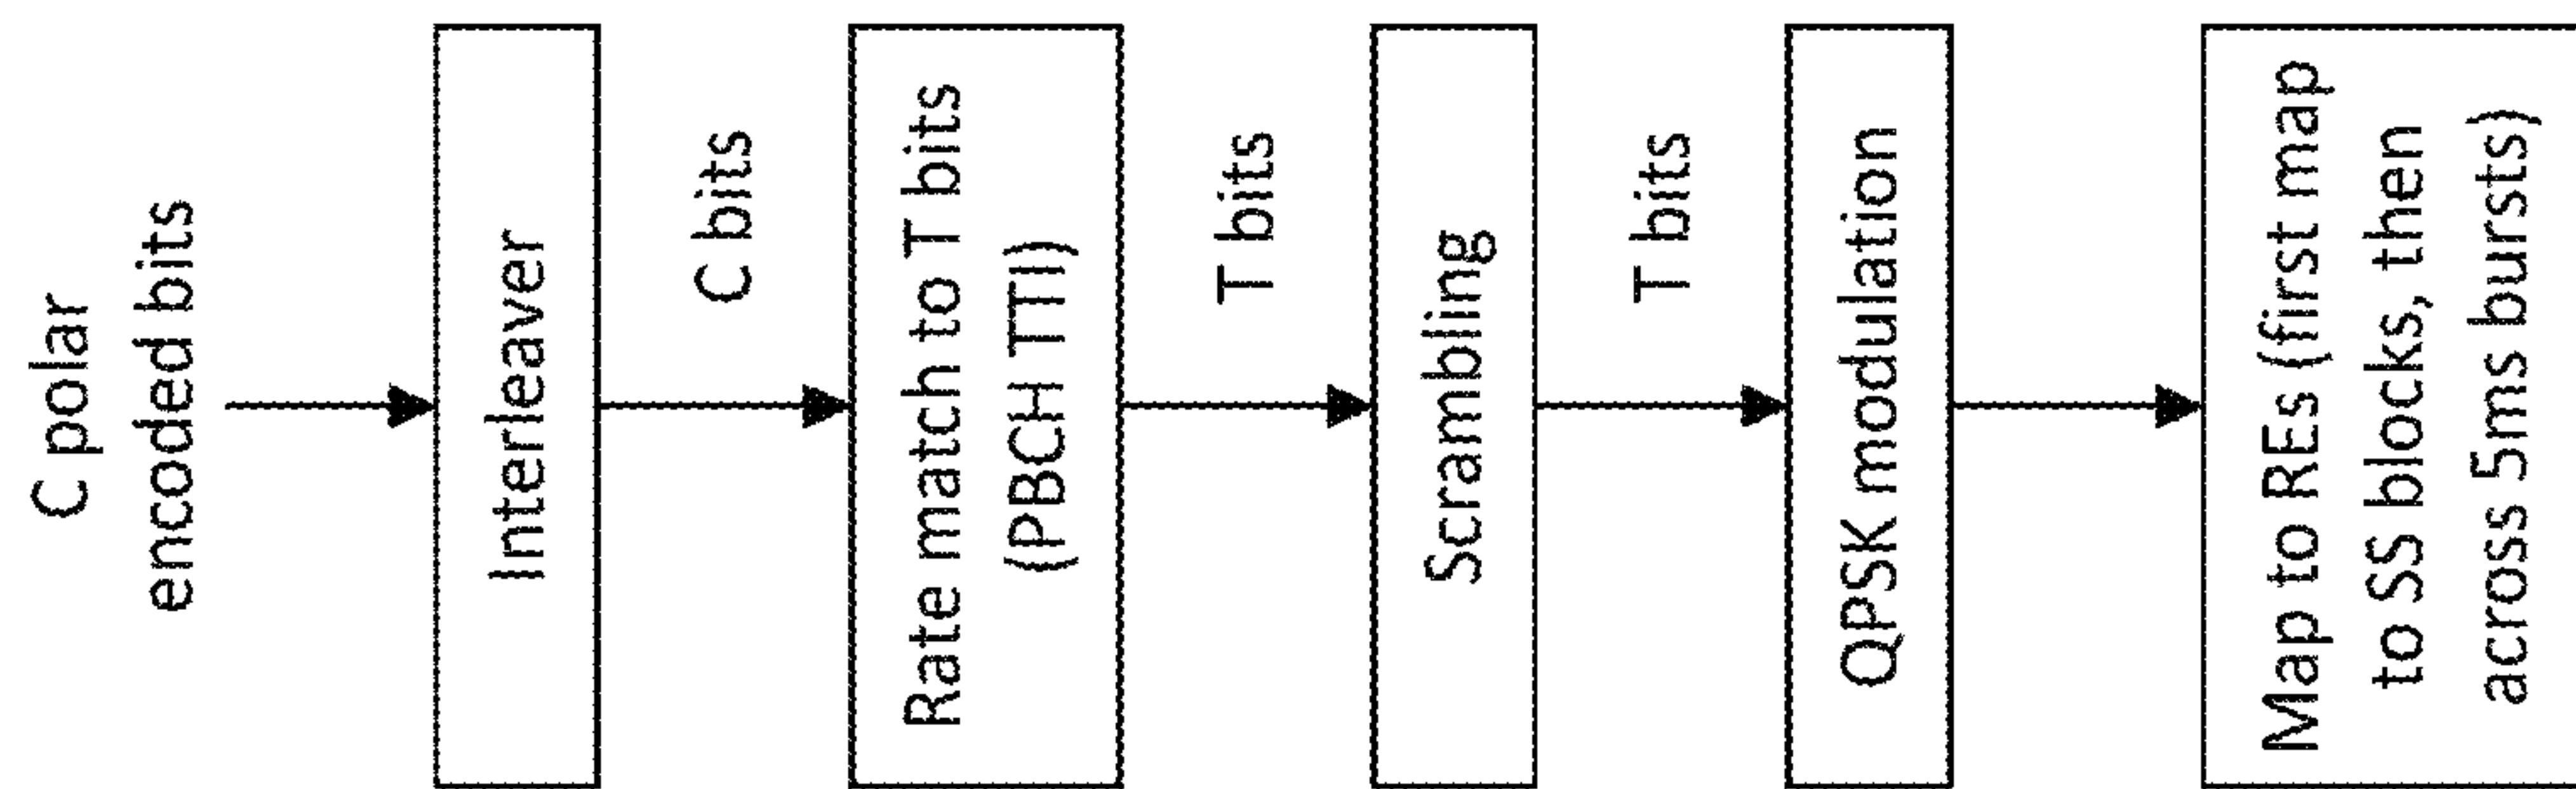 C polar
encoded bits
Interleaver
C bits
Rate match to T bits
(PBCH TTI)
T bits
Scrambling
T bits
QPSK modulation
Map to REs (first map
to SS blocks, then
across 5ms bursts)